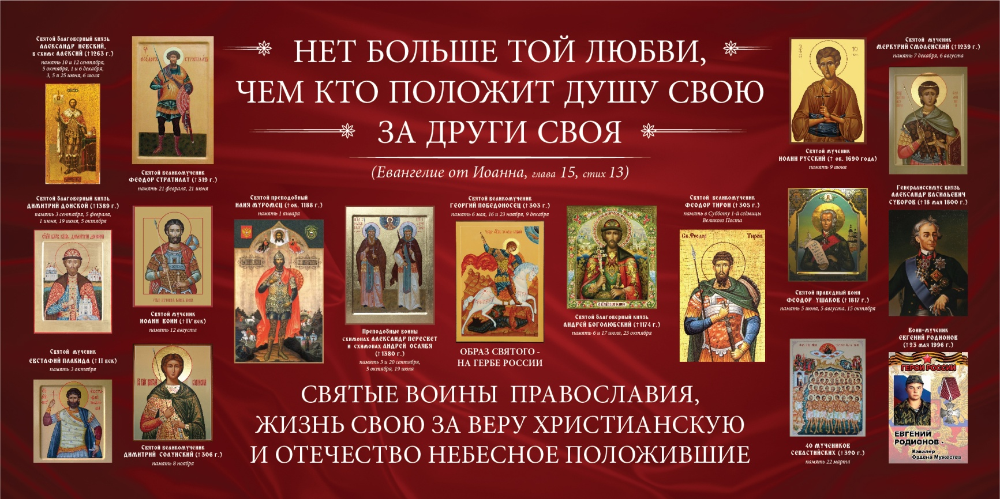 НЕТ БОЛЬШЕ ТОЙ ЛЮБВИ,
ЧЕМ КТО ПОЛОЖИТ ДУШУ СВОЮ
ЗА ДРУГИ СВОЯ
(Евангелие от Иоанна, глава 15, стих 13)
Святой благоверный князь
АЛЕКСАНДР НЕВСКИЙ,
в схиме АЛЕКСИЙ (†1263 г.)
память 10 и 12 сентября,
5 октября, 1 и 6 декабря,
3, 5 и 25 июня, 6 июля
Святой великомученик
ФЕОДОР СТРАТИЛАТ (†319 г.)
память 21 февраля, 21 июня
Святой благоверный князь
ДИМИТРИЙ ДОНСКОЙ (†1389 г.)
память 3 сентября, 5 февраля,
1 июня, 19 июля, 5 октября
Святой мученик
ИОАНН ВОИН (†IV век)
память 12 августа
Святой мученик
ЕВСТАФИЙ ПЛАКИДА (†II век)
память 3 октября
Святой великомученик
ДИМИТРИЙ СОЛУНСКИЙ (†306 г.)
память 8 ноября
Святой преподобный
ИЛИЯ МУРОМЕЦ (†ок. 1188 г.)
память 1 января
Преподобные воины
схимонах АЛЕКСАНДР ПЕРЕСВЕТ
и схимонах АНДРЕЙ ОСЛЯБЯ
(†1380 г.)
память 3 и 20 сентября,
5 октября, 19 июля
Святой великомученик
ГЕОРГИЙ ПОБЕДОНОСЕЦ (†303 г.)
память 6 мая, 16 и 23 ноября, 9 декабря
ОБРАЗ СВЯТОГО -
НА ГЕРБЕ РОССИИ
Святой благоверный князь
АНДРЕЙ БОГОЛЮБСКИЙ (†1174 г.)
память 6 и 17 июля, 23 октября
Святой великомученик
ФЕОДОР ТИРОН (†305 г.)
память в Субботу 1-й седмицы
Великого Поста
Св. Феодор Тирон
Святой мученик
ИОАНН РУССКИЙ († ок. 1690 года)
память 9 июня
Святой мученик
МЕРКУРИЙ СМОЛЕНСКИЙ (†1239 г.)
память 7 декабря, 6 августа
Святой праведный воин
ФЕОДОР УШАКОВ (†1817 г.)
память 5 июня, 5 августа, 15 октября
Генералиссимус князь
АЛЕКСАНДР ВАСИЛЬЕВИЧ
СУВОРОВ (†18 мая 1800 г.)
40 МУЧЕНИКОВ
СЕВАСТИЙСКИХ (†320 г.)
память 22 марта
Воин-мученик
ЕВГЕНИЙ РОДИОНОВ
(†23 мая 1996 г.)
ГЕРОИ РОССИИ
ЕВГЕНИЙ
РОДИОНОВ -
Кавалер
Ордена Мужества
СВЯТЫЕ ВОИНЫ ПРАВОСЛАВИЯ,
ЖИЗНЬ СВОЮ ЗА ВЕРУ ХРИСТИАНСКУЮ
И ОТЕЧЕСТВО НЕБЕСНОЕ ПОЛОЖИВШИЕ